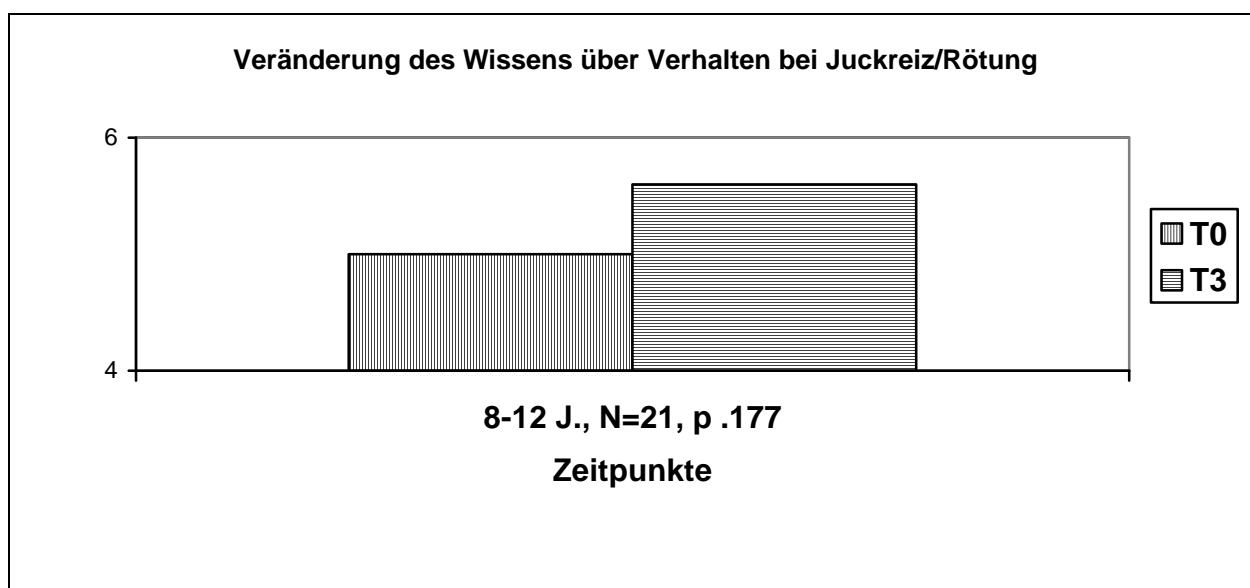 Veränderung des Wissens über Verhalten bei Juckreiz/Rötung
6
4
T0
T3
8-12 J., N=21, p .177
Zeitpunkte